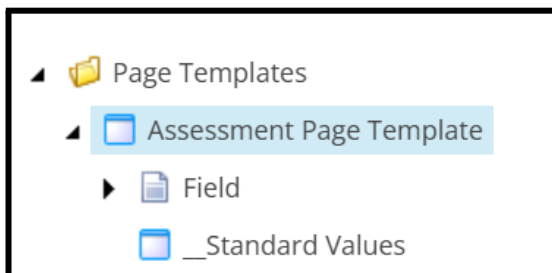 Page Templates
Assessment Page Template
Field
__Standard Values